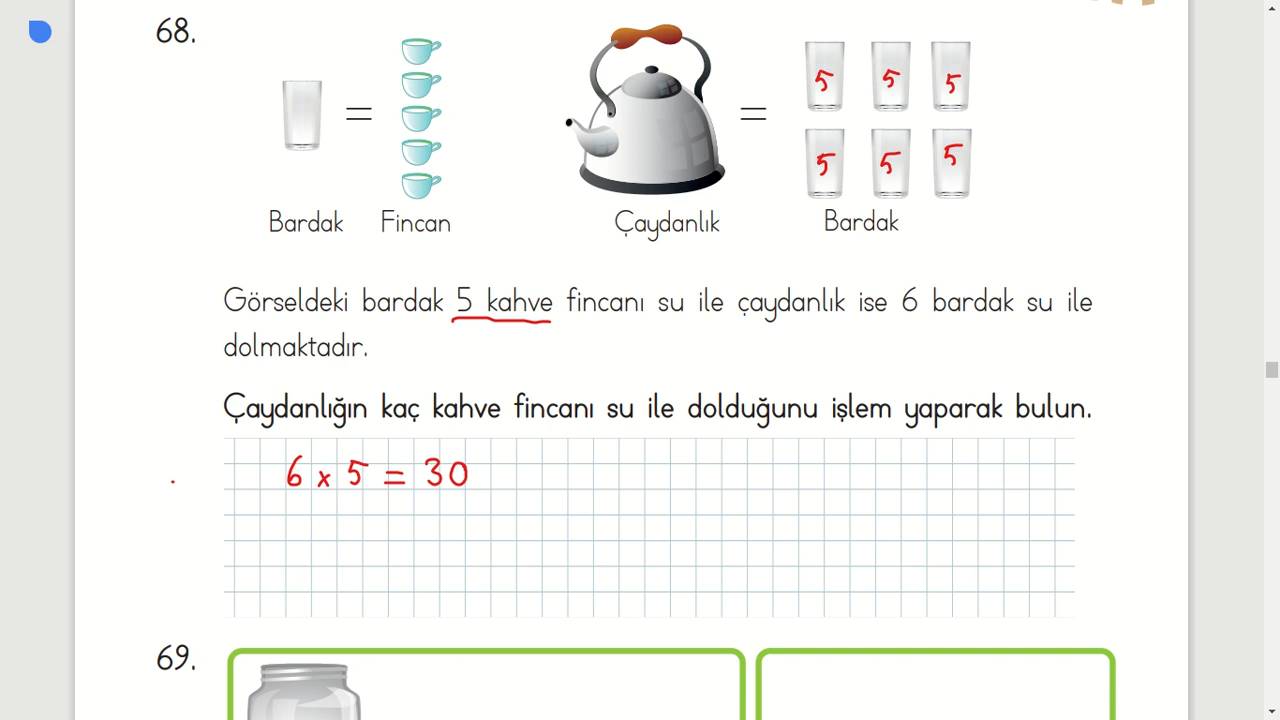 68.
=
=
5 5 5
5 5 5
Bardak Fincan Çaydanlık Bardak
Görseldeki bardak 5 kahve fincanı su ile çaydanlık ise 6 bardak su ile
dolmaktadır.
Çaydanlığın kaç kahve fincanı su ile dolduğunu işlem yaparak bulun.
6 x 5 = 30
69.